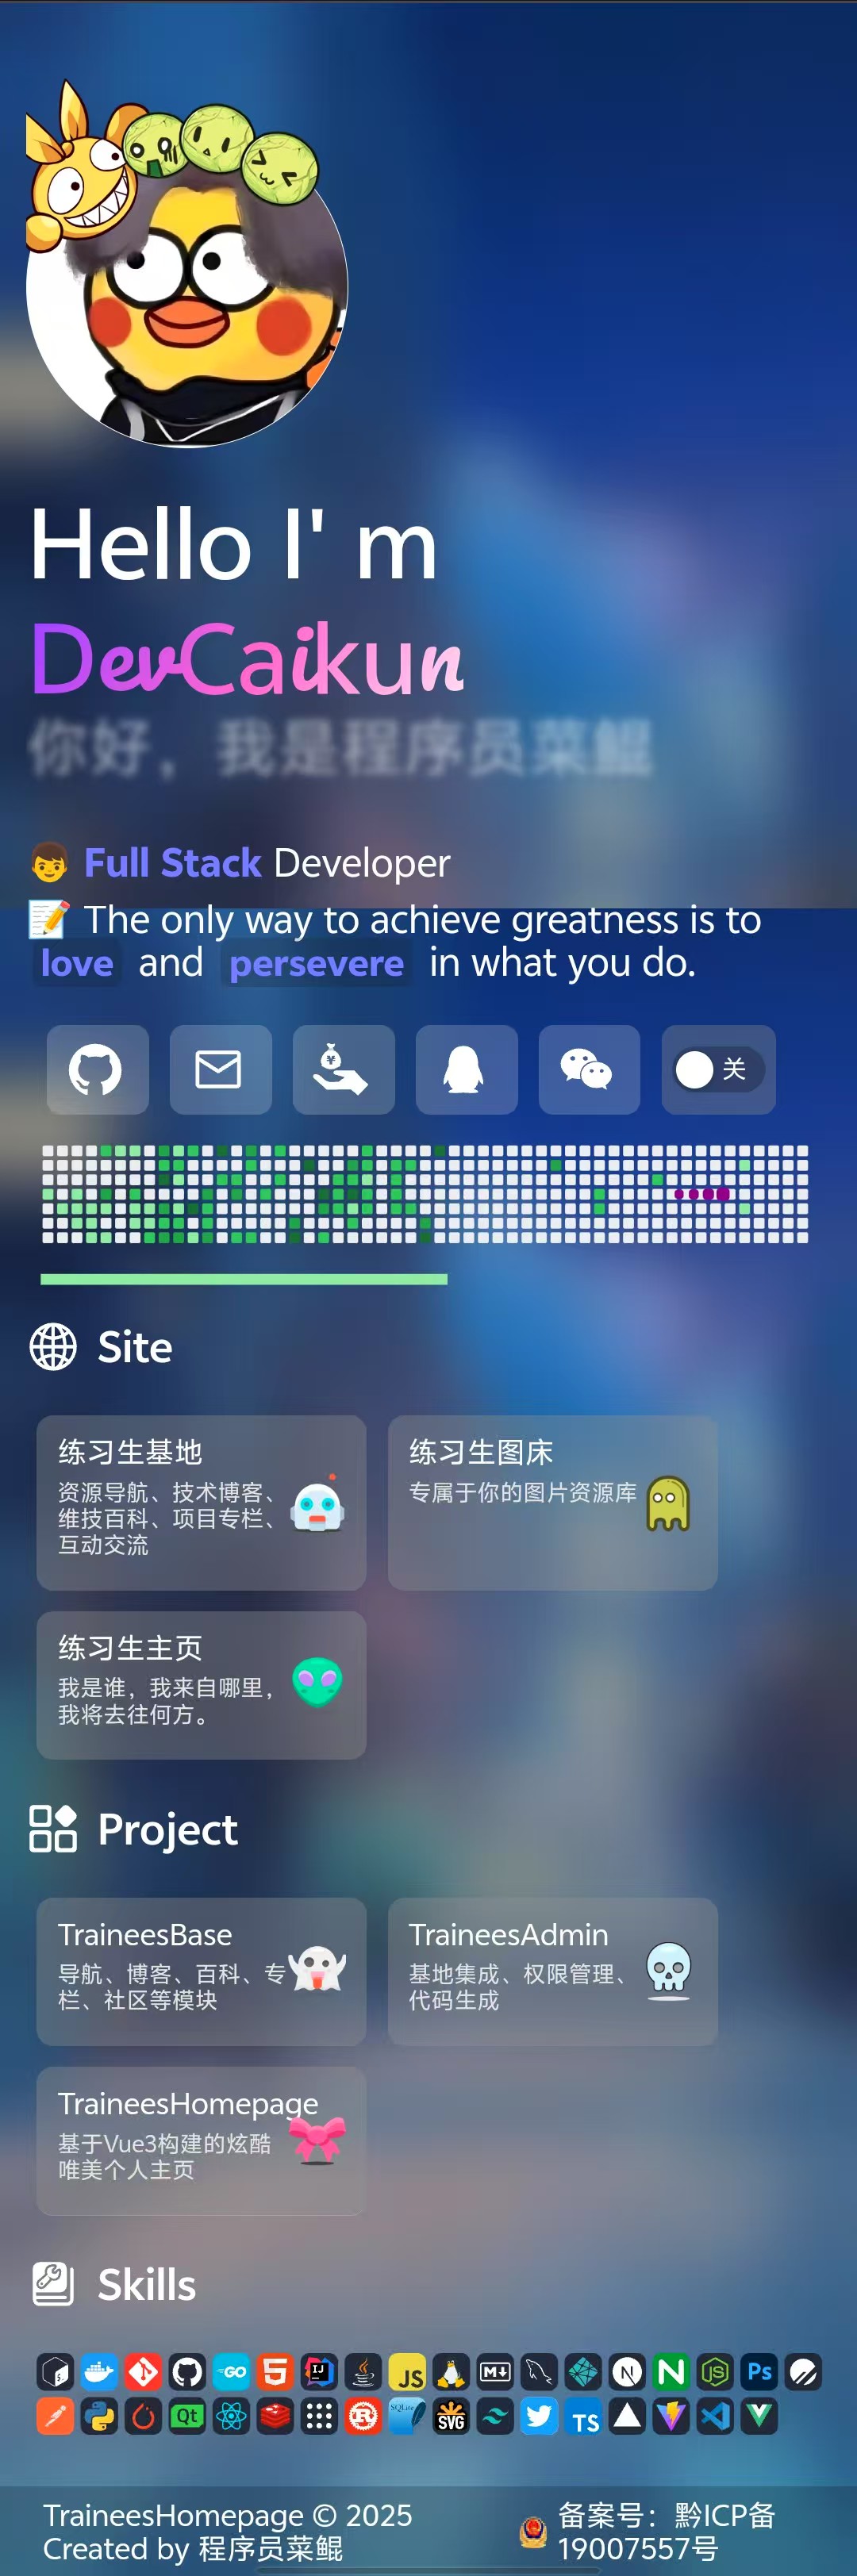 Hello I' m
DevCaikun
你好，我是程序员菜鲲
Full Stack Developer
The only way to achieve greatness is to
love and persevere in what you do.
¥
关
Site
练习生基地
资源导航、技术博客、
维技百科、项目专栏、
互动交流
练习生图床
专属于你的图片资源库
练习生主页
我是谁，我来自哪里，
我将去往何方。
Project
TraineesBase
导航、博客、百科、专
栏、社区等模块
TraineesAdmin
基地集成、权限管理、
代码生成
TraineesHomepage
基于Vue3构建的炫酷
唯美个人主页
Skills
GO IJ JS M N N JS Ps
Qt R SQLite SVG TS
TraineesHomepage © 2025
Created by 程序员菜鲲
备案号：黔ICP备
19007557号